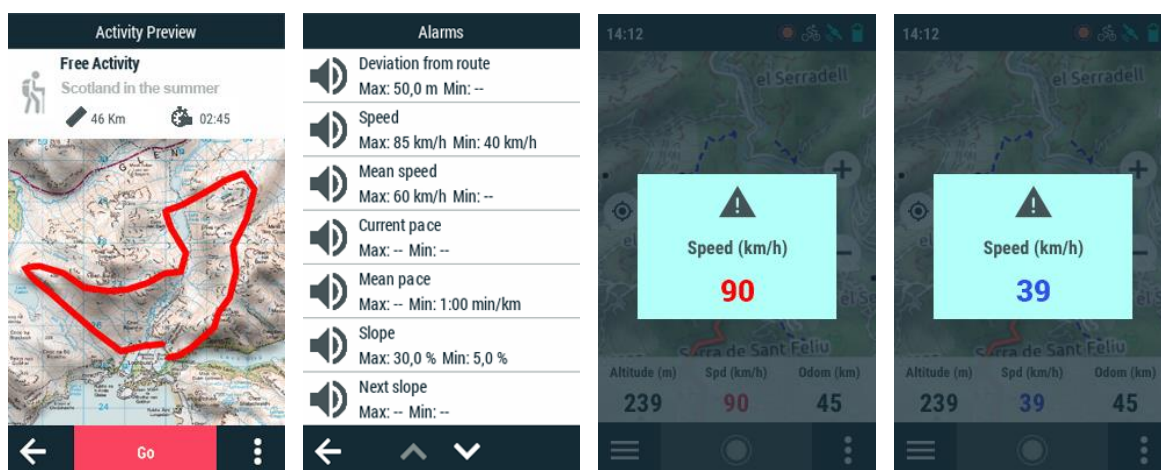 Activity Preview
Free Activity
Scotland in the summer
46 Km 02:45
G L E N
24
Go
Alarms
Deviation from route
Max: 50,0 m Min: --
Speed
Max: 85 km/h Min: 40 km/h
Mean speed
Max: 60 km/h Min: --
Current pace
Max: -- Min: --
Mean pace
Max: -- Min: 1:00 min/km
Slope
Max: 30,0 % Min: 5,0 %
Next slope
Max: -- Min: --
14:12
el Serradell
Speed (km/h)
90
Serra de Sant Feliu
Altitude (m) Spd (km/h) Odom (km)
239 90 45
14:12
el Serradell
Speed (km/h)
39
Serra de Sant Feliu
Altitude (m) Spd (km/h) Odom (km)
239 39 45